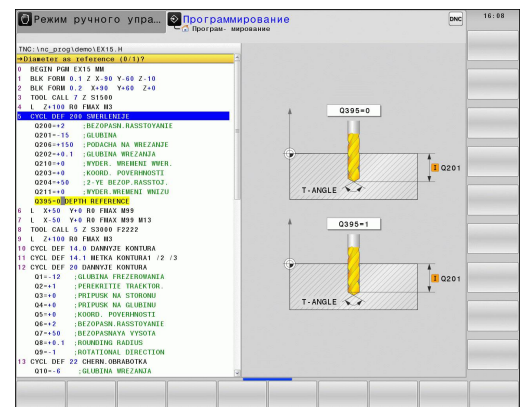 Режим ручного упра…
Программирование
Програм- мирование
DNC
16:08
TNC:\nc_prog\demo\EX15.H
→Diameter as reference (0/1)?
0 BEGIN PGM EX15 MM
1 BLK FORM 0.1 Z X-90 Y-60 Z-10
2 BLK FORM 0.2 X+90 Y+60 Z+0
3 TOOL CALL 7 Z S1500
4 L Z+100 R0 FMAX M3
5 CYCL DEF 200 SWERLENIJE
Q200=+2 ;BEZOPASN.RASSTOYANIE
Q201=-15 ;GLUBINA
Q206=+150 ;PODACHA NA WREZANJE
Q202=+0.1 ;GLUBINA WREZANJA
Q210=+0 ;WYDER. WREMENI WWER.
Q203=+0 ;KOORD. POVERHNOSTI
Q204=+50 ;2-YE BEZOP.RASSTOJ.
Q211=+0 ;WYDER.WREMENI WNIZU
Q395=0 DEPTH REFERENCE
6 L X+50 Y+0 R0 FMAX M99
7 L X-50 Y+0 R0 FMAX M99 M13
8 TOOL CALL 5 Z S3000 F2222
9 L Z+100 R0 FMAX M3
10 CYCL DEF 14.0 DANNYJE KONTURA
11 CYCL DEF 14.1 METKA KONTURA1 /2 /3
12 CYCL DEF 20 DANNYJE KONTURA
Q1=-12 ;GLUBINA FREZEROWANIA
Q2=+1 ;PEREKRITIE TRAEKTOR.
Q3=+0 ;PRIPUSK NA STORONU
Q4=+0 ;PRIPUSK NA GLUBINU
Q5=+0 ;KOORD. POVERHNOSTI
Q6=+2 ;BEZOPASN.RASSTOYANIE
Q7=+50 ;BEZOPASNAYA VYSOTA
Q8=+0.1 ;ROUNDING RADIUS
Q9=-1 ;ROTATIONAL DIRECTION
13 CYCL DEF 22 CHERN.OBRABOTKA
Q10=-6 ;GLUBINA WREZANJA
Q395=0
I Q201
T-ANGLE
Q395=1
I Q201
T-ANGLE